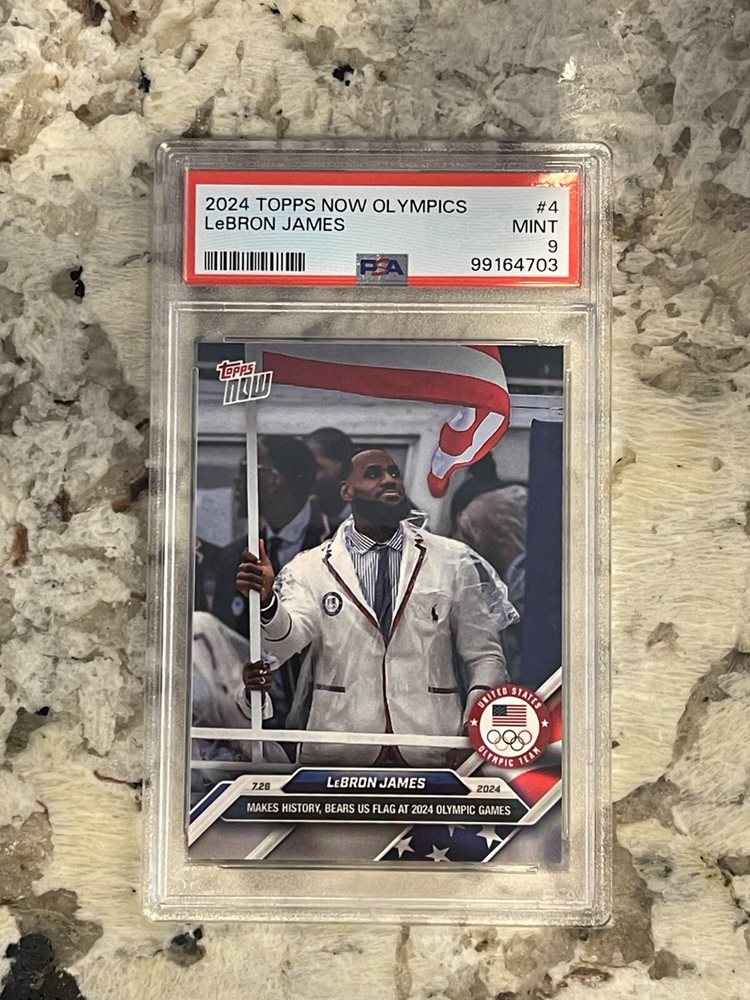 2024 TOPPS NOW OLYMPICS #4
LeBRON JAMES MINT
9
PSA 99164703
topps
NOW
UNITED STATES
OLYMPIC TEAM
LeBRON JAMES
7.26 2024
MAKES HISTORY, BEARS US FLAG AT 2024 OLYMPIC GAMES